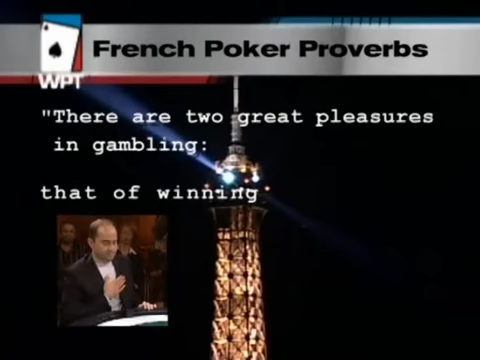 French Poker Proverbs
WPT
"There are two great pleasures
in gambling:
that of winning